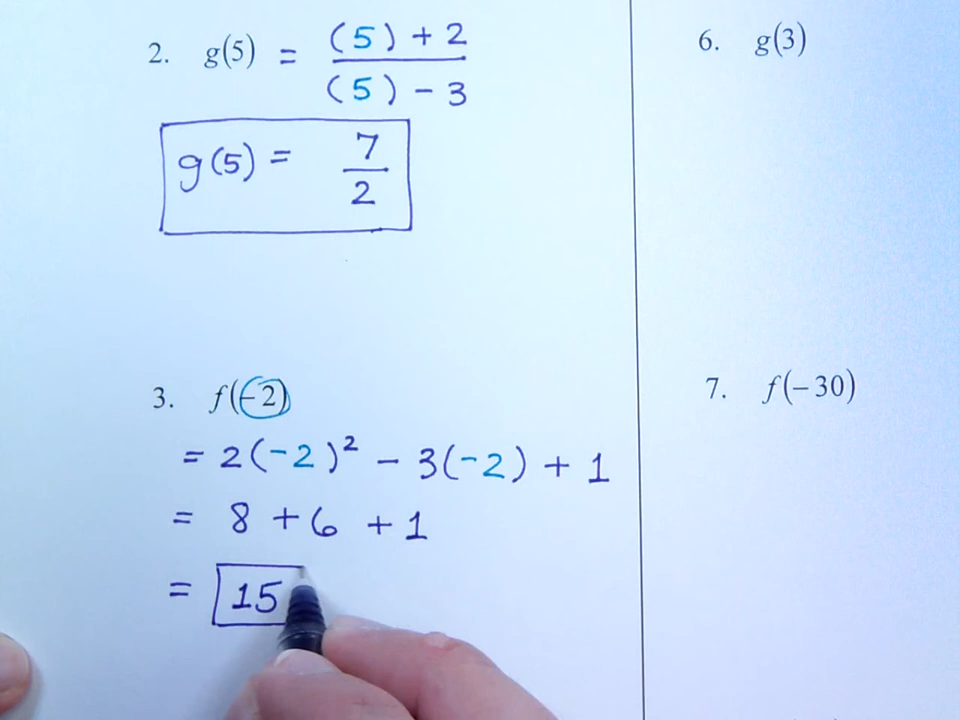 2. g(5) = (5) + 2 / (5) - 3
g(5) = 7/2
3. f(-2)
= 2(-2)² - 3(-2) + 1
= 8 + 6 + 1
= 15
6. g(3)
7. f(-30)